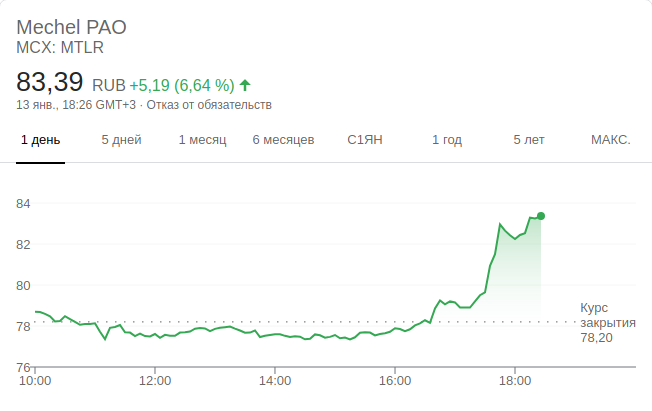 Mechel PAO
MCX: MTLR
83,39 RUB +5,19 (6,64 %)
13 янв., 18:26 GMT+3 · Отказ от обязательств
1 день 5 дней 1 месяц 6 месяцев С1ЯН 1 год 5 лет МАКС.
84
82
80
78
76
Курс
закрытия
78,20
10:00 12:00 14:00 16:00 18:00